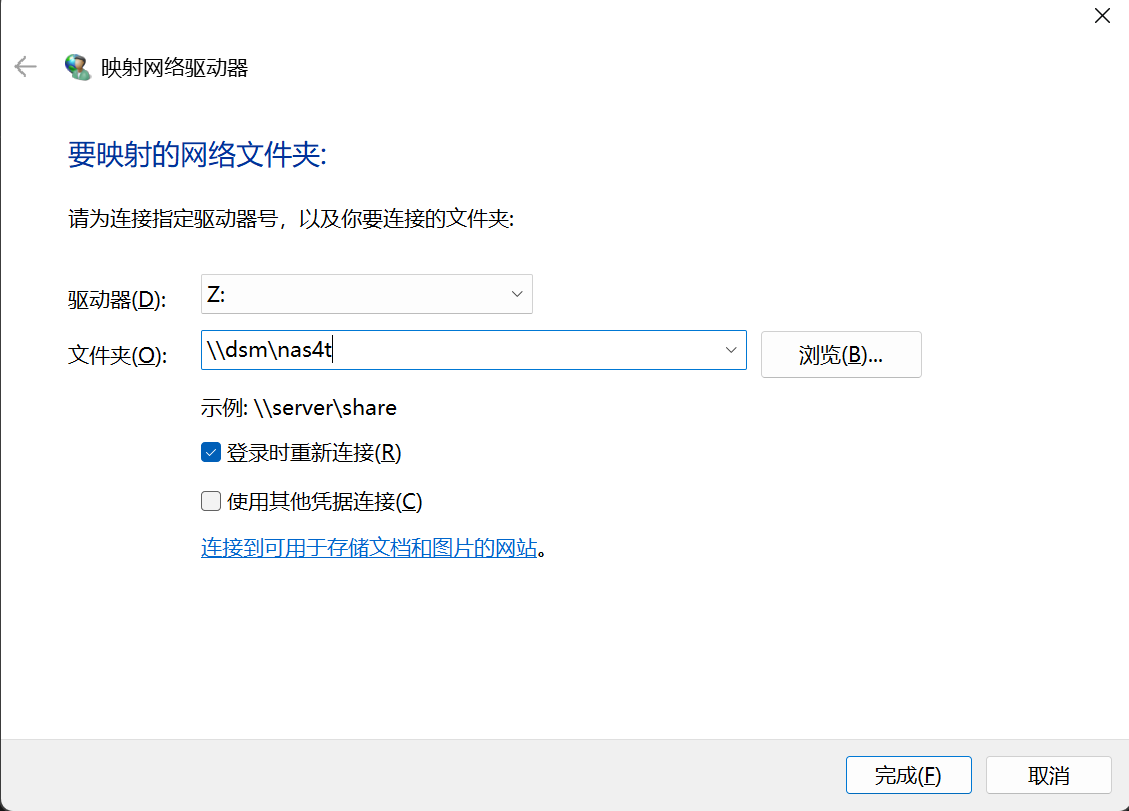 映射网络驱动器
要映射的网络文件夹:
请为连接指定驱动器号，以及你要连接的文件夹:
驱动器(D): Z:
文件夹(O): \\dsm\nas4t 浏览(B)...
示例: \\server\share
登录时重新连接(R)
使用其他凭据连接(C)
连接到可用于存储文档和图片的网站。
完成(F) 取消